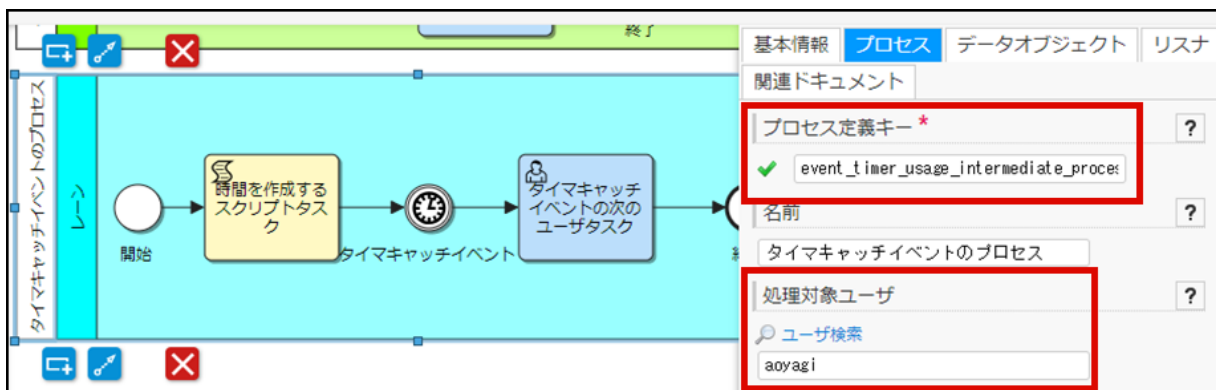 終了
タイマキャッチイベントのプロセス
レーン
開始
時間を作成する
スクリプトタス
ク
タイマキャッチイベント
タイマキャッチ
イベントの次の
ユーザタスク
基本情報 プロセス データオブジェクト リスナ
関連ドキュメント
プロセス定義キー *
?
event_timer_usage_intermediate_proces
名前
?
タイマキャッチイベントのプロセス
処理対象ユーザ
?
ユーザ検索
aoyagi